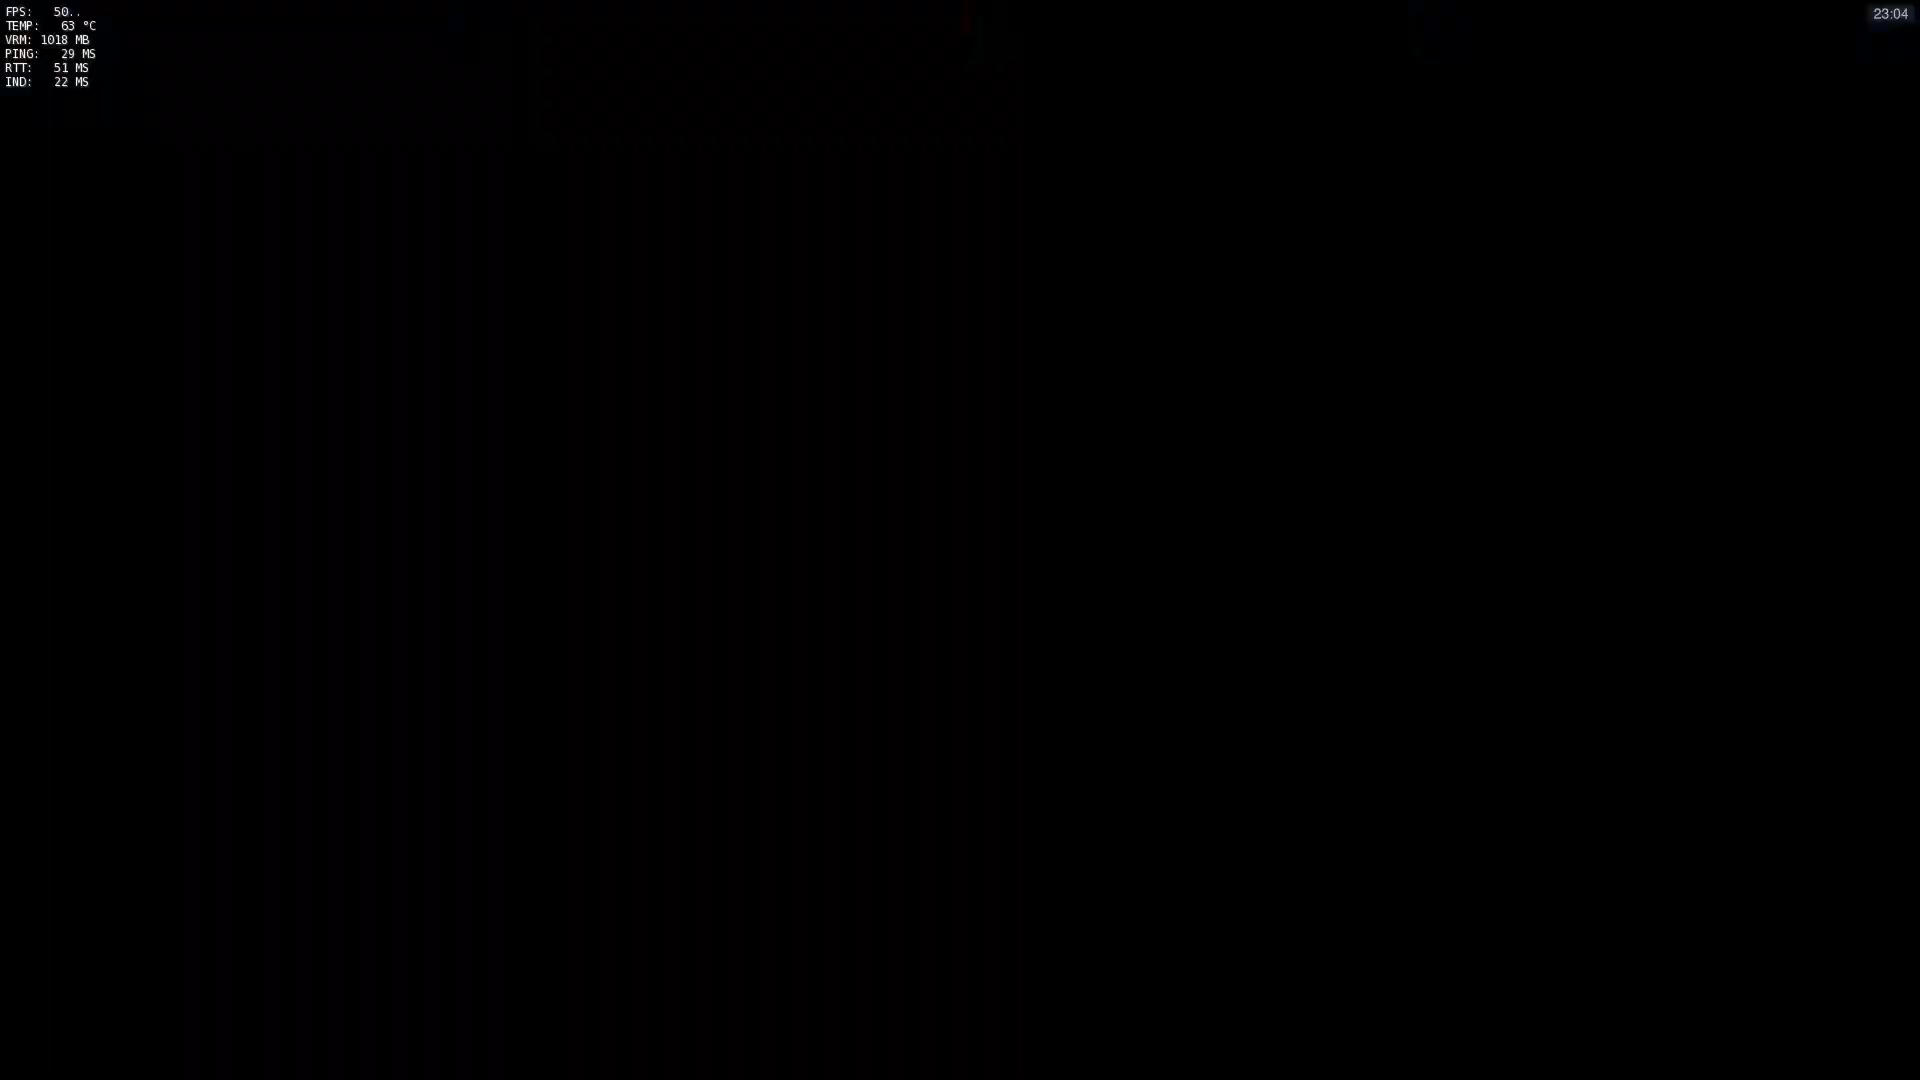 FPS: 50..
TEMP: 63 °C
VRM: 1018 MB
PING: 29 MS
RTT: 51 MS
IND: 22 MS
23:04